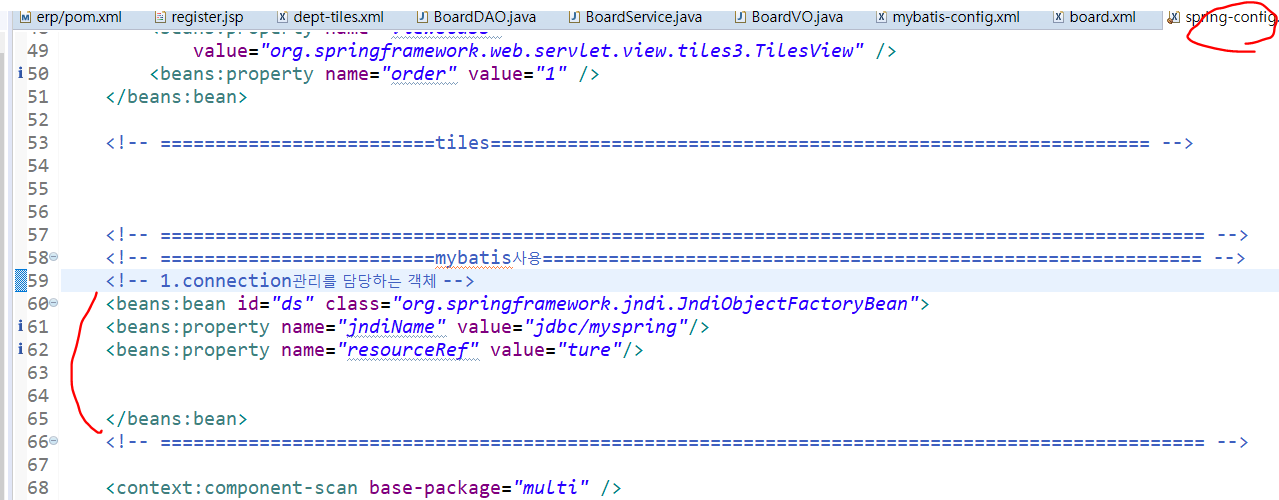 erp/pom.xml register.jsp dept-tiles.xml BoardDAO.java BoardService.java BoardVO.java mybatis-config.xml board.xml spring-config.
49 value="org.springframework.web.servlet.view.tiles3.TilesView" />
50 <beans:property name="order" value="1" />
51 </beans:bean>
52
53 <!-- =========================tiles============================================================ -->
54
55
56
57 <!-- =============================================================================================== -->
58 <!-- =========================mybatis사용============================================================ -->
59 <!-- 1.connection관리를 담당하는 객체 -->
60 <beans:bean id="ds" class="org.springframework.jndi.JndiObjectFactoryBean">
61 <beans:property name="jndiName" value="jdbc/myspring"/>
62 <beans:property name="resourceRef" value="ture"/>
63
64
65 </beans:bean>
66 <!-- =============================================================================================== -->
67
68 <context:component-scan base-package="multi" />